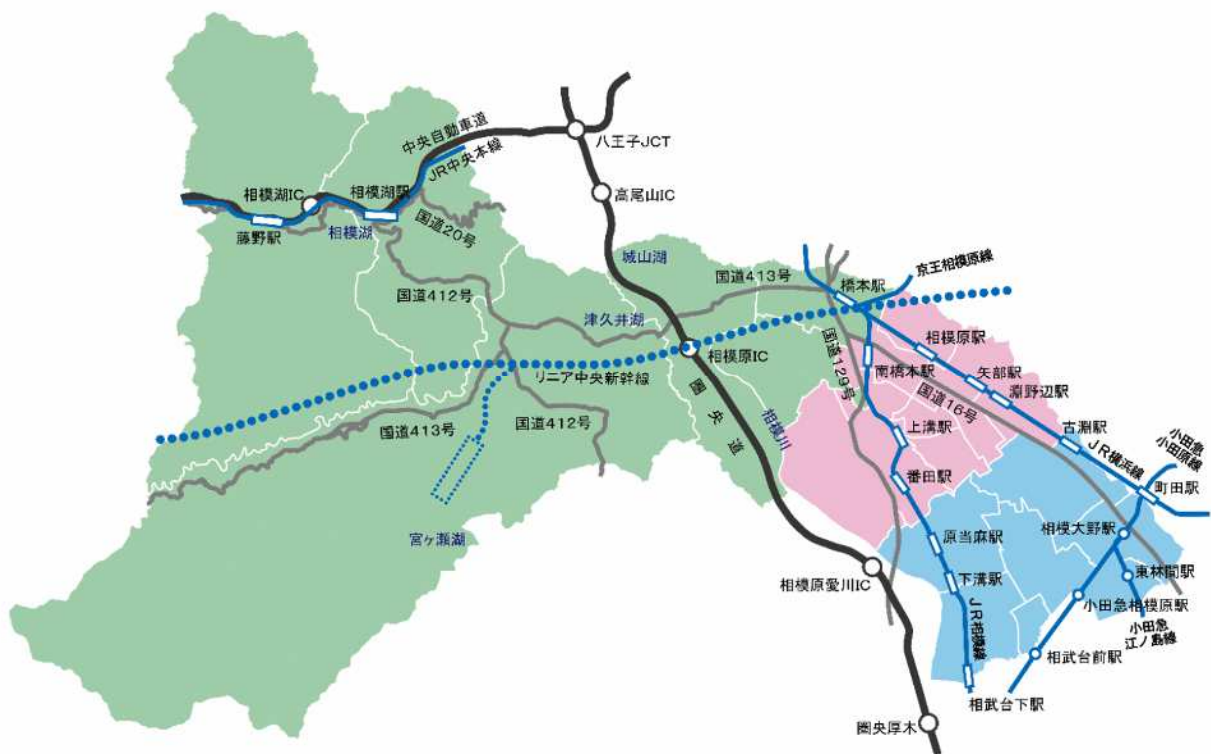 中央自動車道
JR中央本線
八王子JCT
相模湖IC
相模湖駅
高尾山IC
藤野駅
相模湖
国道20号
城山湖
国道413号
橋本駅
京王相模原線
国道412号
津久井湖
相模原IC
国道129号
南橋本駅
相模原駅
矢部駅
淵野辺駅
リニア中央新幹線
圏央道
相模川
国道16号
国道413号
国道412号
上溝駅
古淵駅
小田急
小田原線
JR横浜線
番田駅
町田駅
宮ヶ瀬湖
原当麻駅
相模大野駅
相模原愛川IC
下溝駅
東林間駅
小田急相模原駅
JR相模線
小田急
江ノ島線
相武台前駅
相武台下駅
圏央厚木